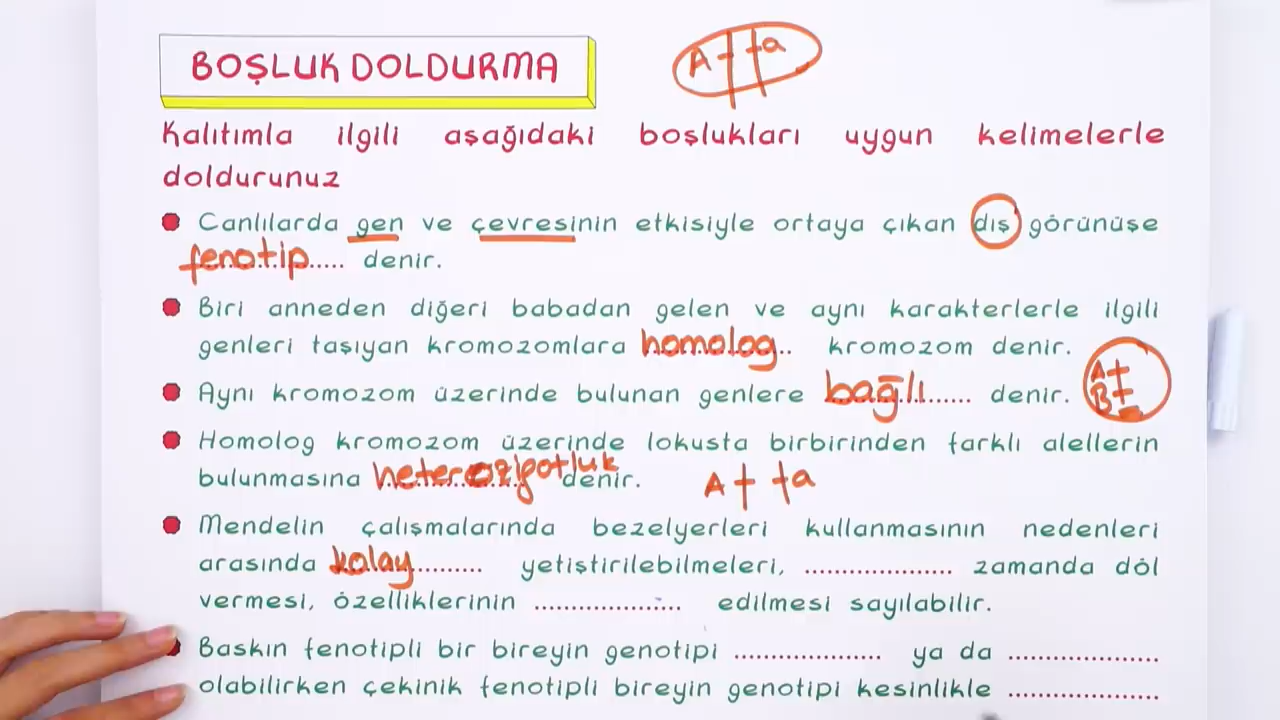 BOŞLUK DOLDURMA
A a
Kalıtımla ilgili aşağıdaki boşlukları uygun kelimelerle
doldurunuz
Canlılarda gen ve çevresinin etkisiyle ortaya çıkan dış görünüşe
fenotip..... denir.
Biri anneden diğeri babadan gelen ve aynı karakterlerle ilgili
genleri taşıyan kromozomlara homolog.. kromozom denir.
Aynı kromozom üzerinde bulunan genlere bağlı...... denir.
A
B
Homolog kromozom üzerinde lokusta birbirinden farklı alellerin
bulunmasına heterozigotluk denir. A a
Mendelin çalışmalarında bezelyerleri kullanmasının nedenleri
arasında kolay.......... yetiştirilebilmeleri, ..................... zamanda döl
vermesi, özelliklerinin ..................... edilmesi sayılabilir.
Baskın fenotipli bir bireyin genotipi ..................... ya da .....................
olabilirken çekinik fenotipli bireyin genotipi kesinlikle .....................